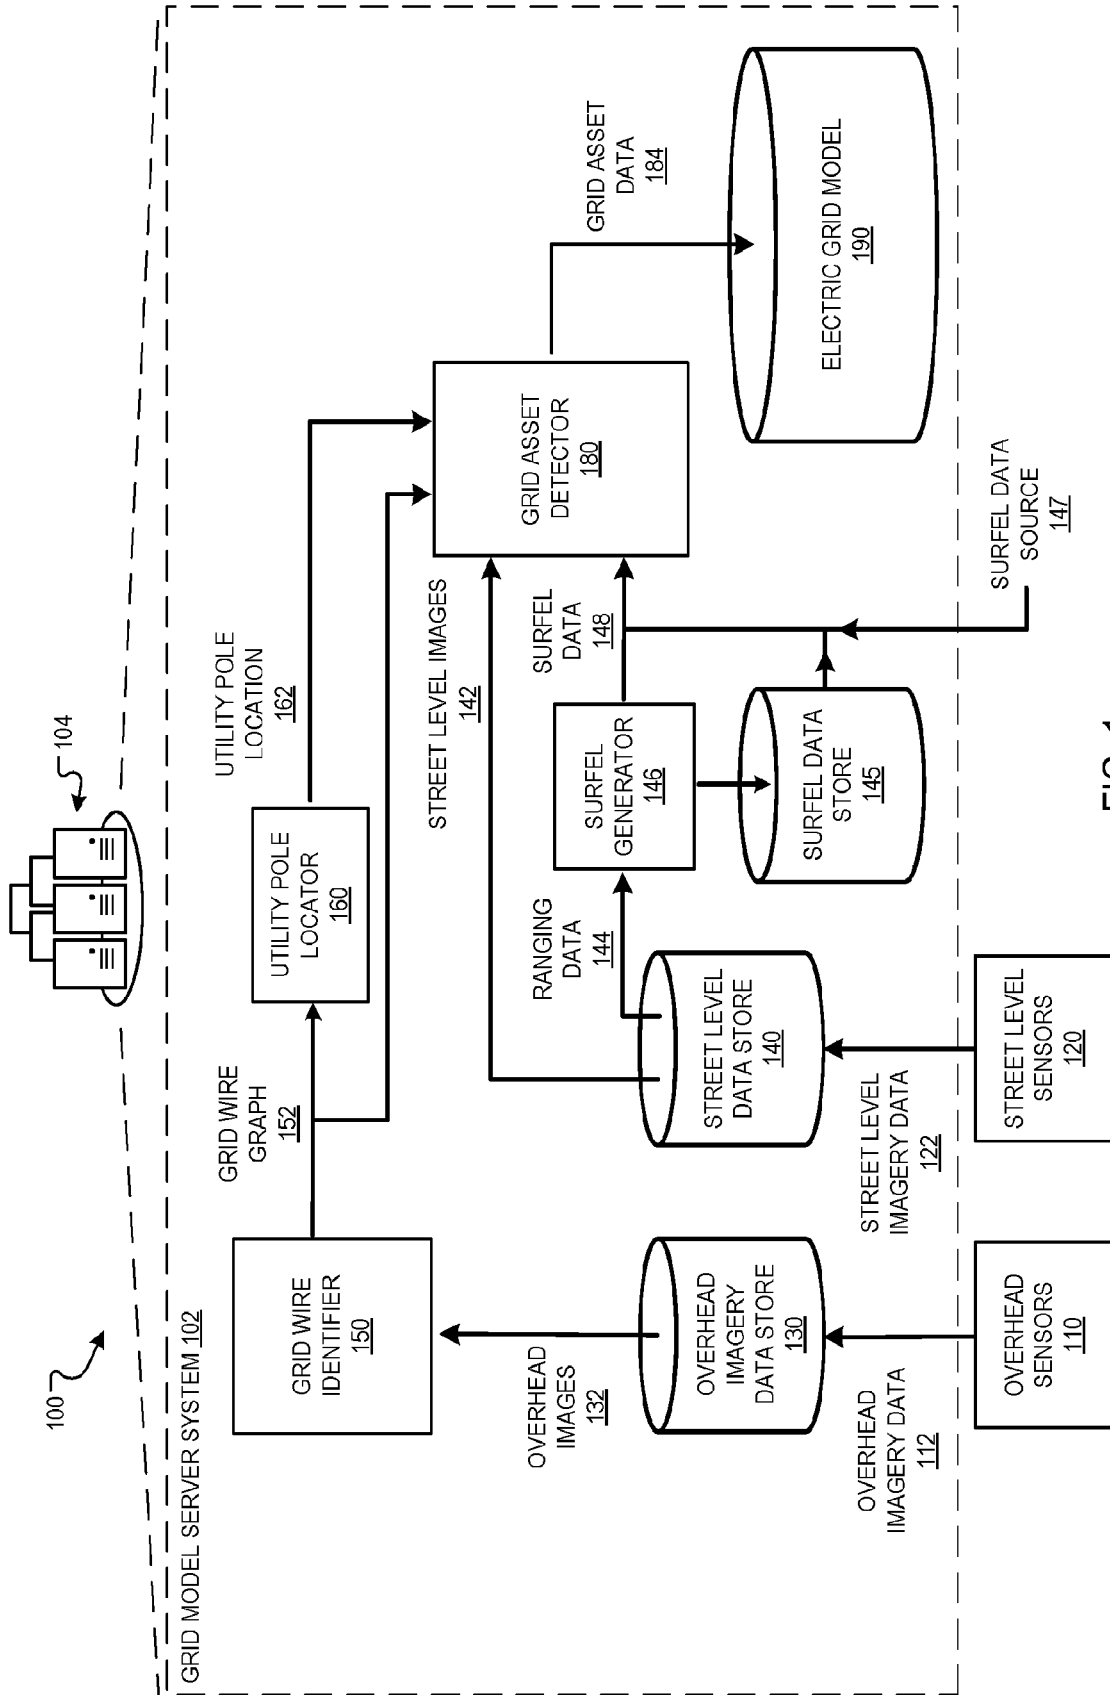 100
104
GRID MODEL SERVER SYSTEM 102
GRID WIRE
IDENTIFIER
150
GRID WIRE
GRAPH
152
UTILITY POLE
LOCATOR
160
UTILITY POLE
LOCATION
162
OVERHEAD
IMAGES
132
STREET LEVEL IMAGES
142
GRID ASSET
DETECTOR
180
GRID ASSET
DATA
184
RANGING
DATA
144
SURFEL
GENERATOR
146
SURFEL
DATA
148
OVERHEAD
IMAGERY
DATA STORE
130
STREET LEVEL
DATA STORE
140
SURFEL DATA
STORE
145
ELECTRIC GRID MODEL
190
OVERHEAD
IMAGERY DATA
112
STREET LEVEL
IMAGERY DATA
122
SURFEL DATA
SOURCE
147
OVERHEAD
SENSORS
110
STREET LEVEL
SENSORS
120